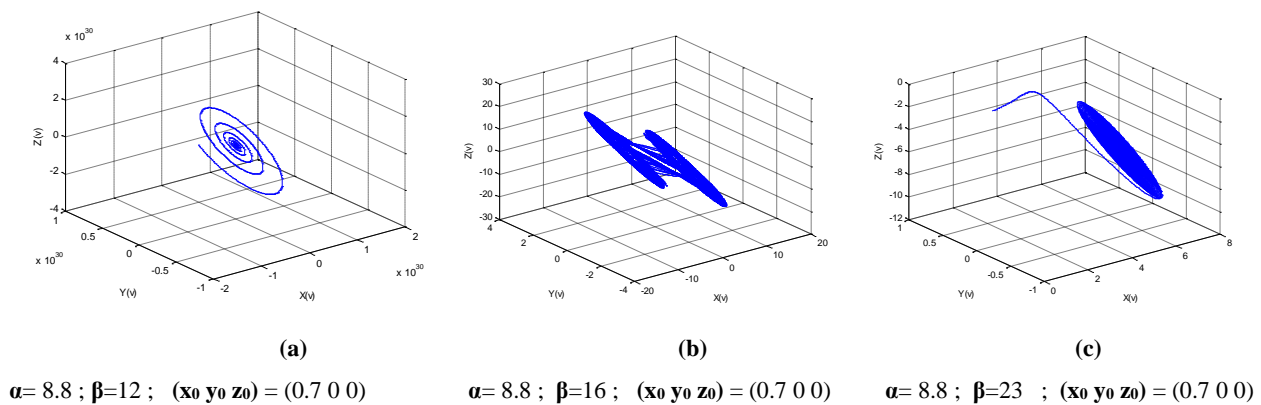 x 10^30
4
2
0
-2
-4
Z(v)
1
0.5
0
-0.5
-1
x 10^30
Y(v)
-2
-1
0
1
2
x 10^30
X(v)
(a)
α= 8.8 ; β=12 ; (x0 y0 z0) = (0.7 0 0)
30
20
10
0
-10
-20
-30
Z(v)
4
2
0
-2
-4
Y(v)
-20
-10
0
10
20
X(v)
(b)
α= 8.8 ; β=16 ; (x0 y0 z0) = (0.7 0 0)
0
-2
-4
-6
-8
-10
-12
Z(v)
1
0.5
0
-0.5
-1
Y(v)
0
2
4
6
8
X(v)
(c)
α= 8.8 ; β=23 ; (x0 y0 z0) = (0.7 0 0)